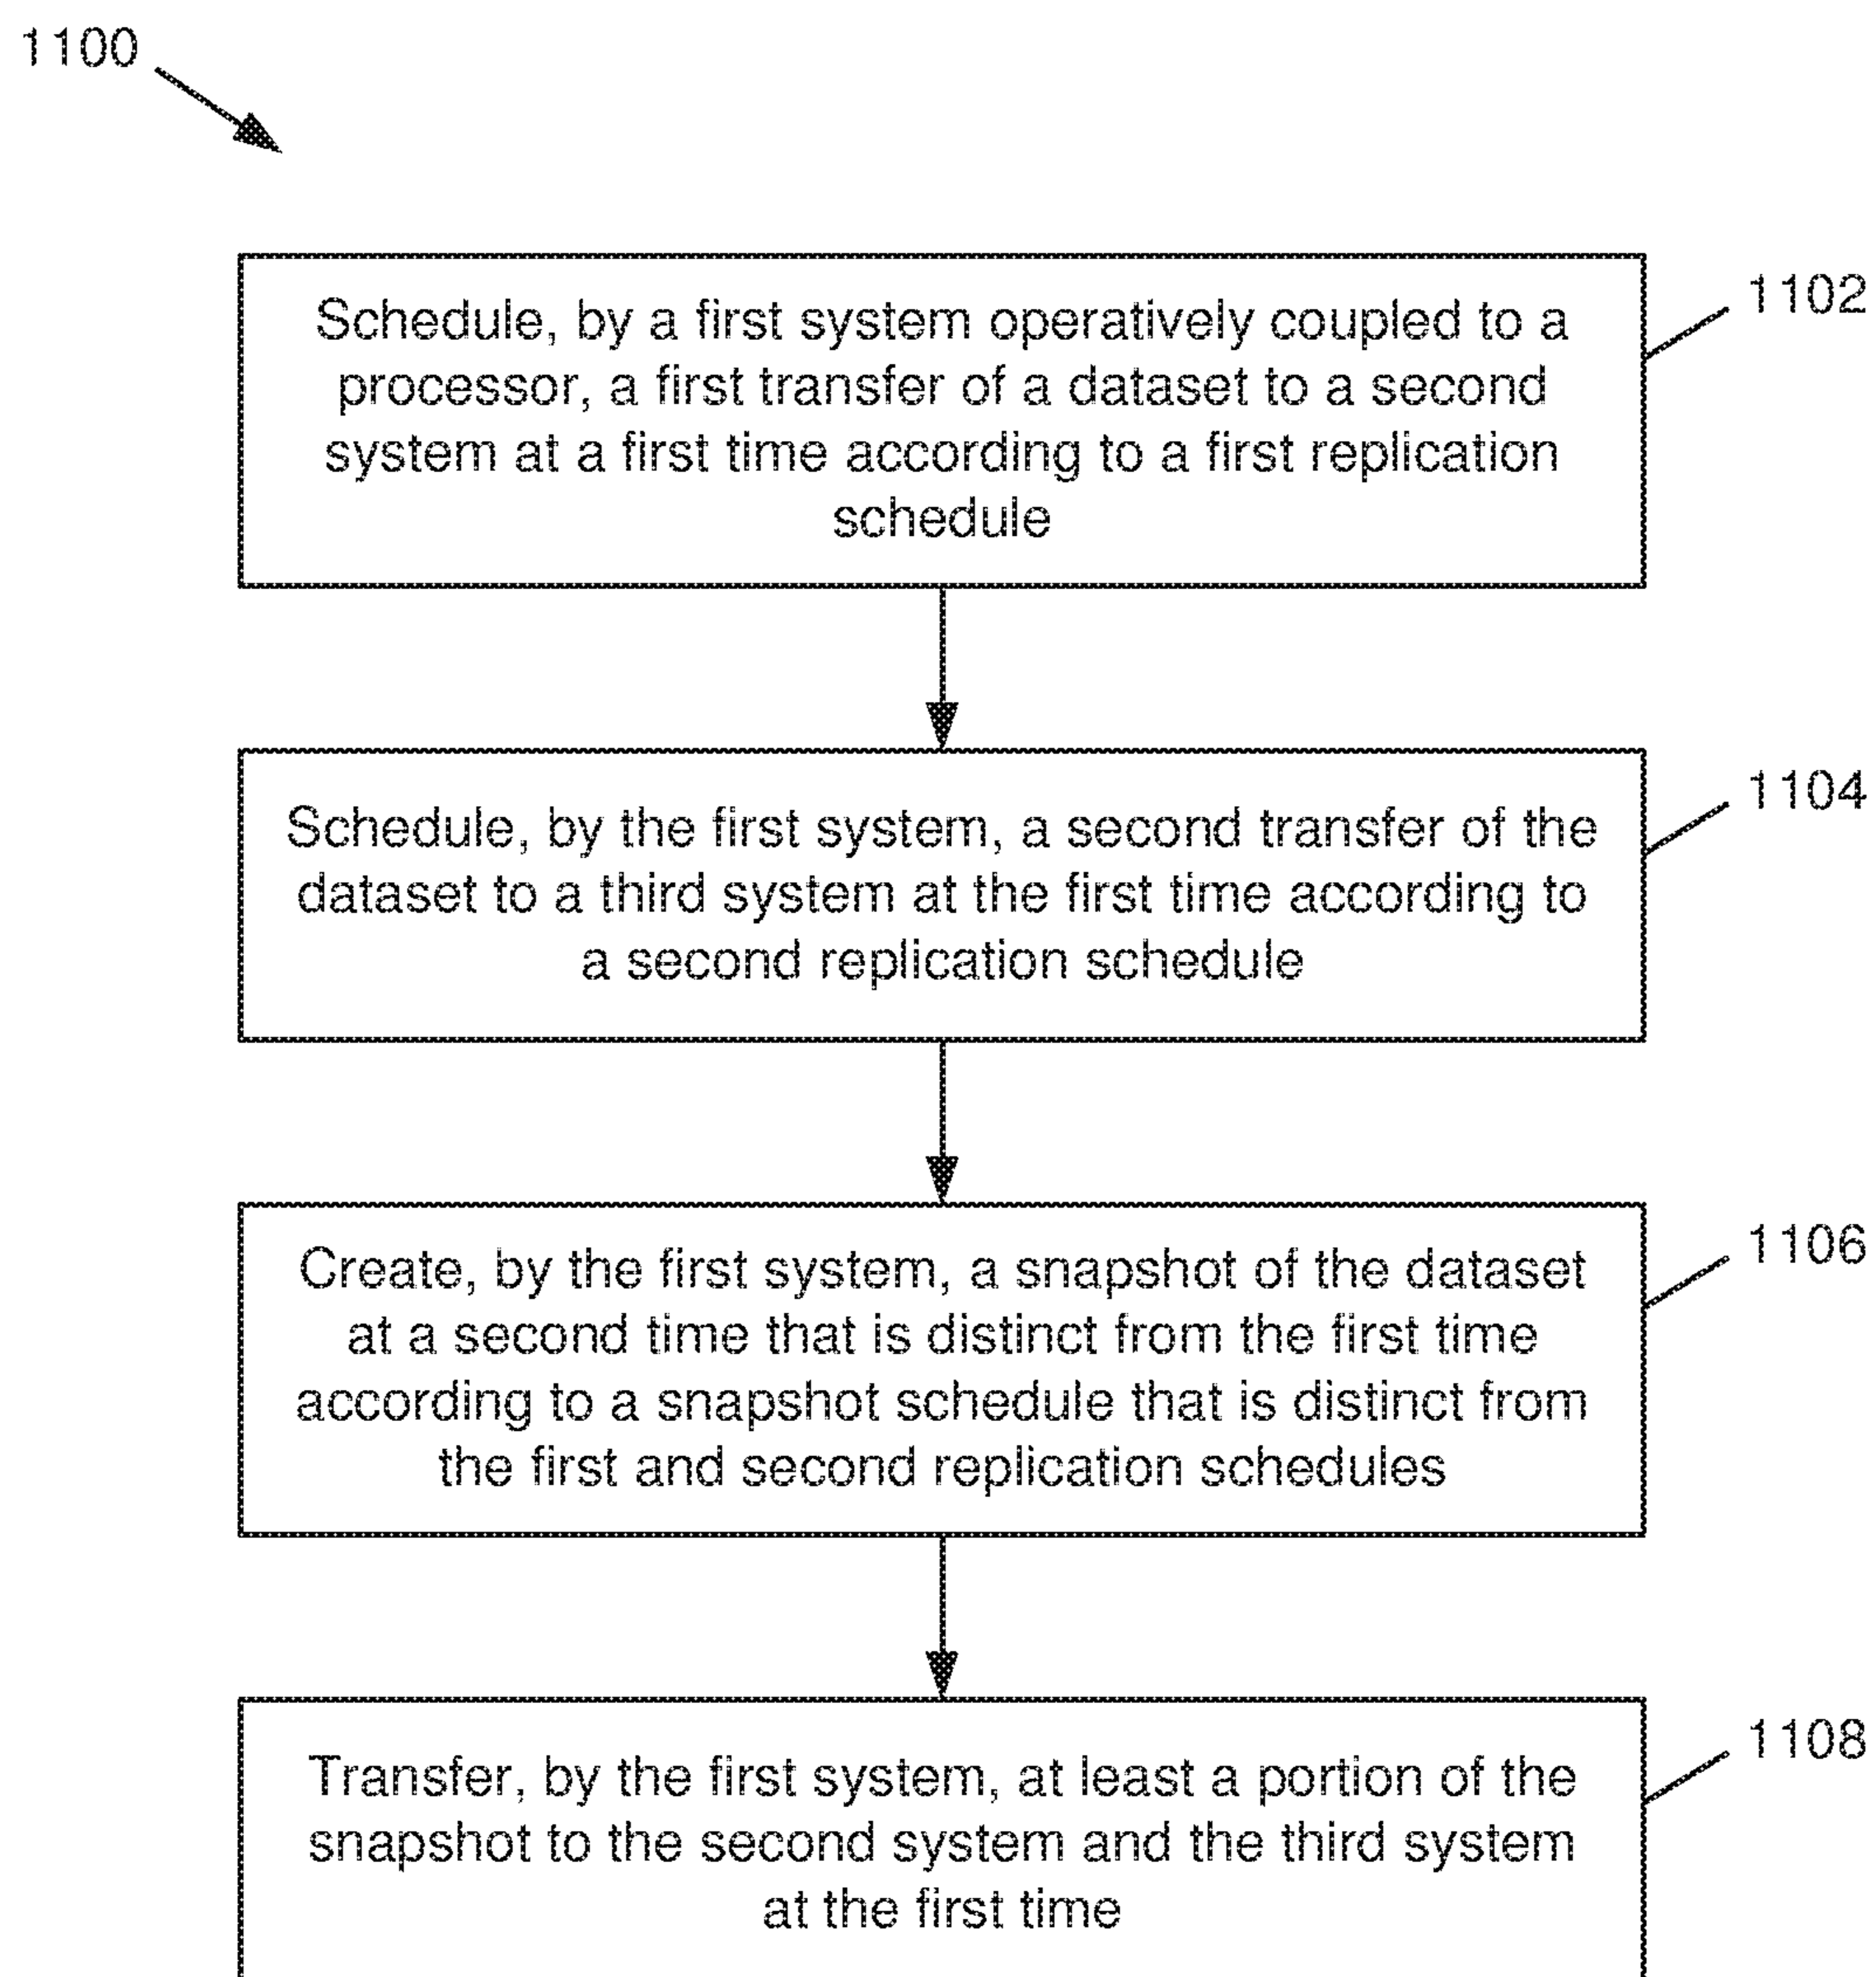 1100
1102
Schedule, by a first system operatively coupled to a
processor, a first transfer of a dataset to a second
system at a first time according to a first replication
schedule
1104
Schedule, by the first system, a second transfer of the
dataset to a third system at the first time according to
a second replication schedule
1106
Create, by the first system, a snapshot of the dataset
at a second time that is distinct from the first time
according to a snapshot schedule that is distinct from
the first and second replication schedules
1108
Transfer, by the first system, at least a portion of the
snapshot to the second system and the third system
at the first time